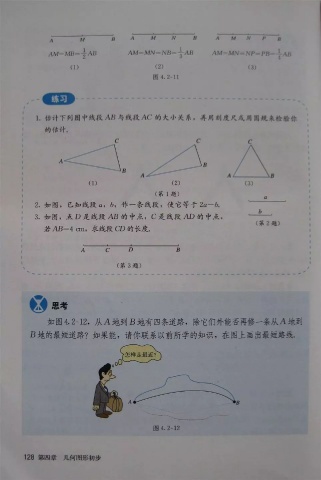 A M B A M N B A M N P B
AM=MB=1/2 AB AM=MN=NB=1/3 AB AM=MN=NP=PB=1/4 AB
(1) (2) (3)
图 4.2-11
练习
1. 估计下列图中线段 AB 与线段 AC 的大小关系，再用刻度尺或用圆规来检验你
的估计。
C C C
A B A B A B
(1) (2) (3)
(第 1 题)
2. 如图，已知线段 a，b，作一条线段，使它等于 2a-b.
a
b
(第 2 题)
3. 如图，点 D 是线段 AB 的中点，C 是线段 AD 的中点，
若 AB=4 cm，求线段 CD 的长度.
A C D B
(第 3 题)
思考
如图 4.2-12，从 A 地到 B 地有四条道路，除它们外能否再修一条从 A 地到
B 地的最短道路？如果能，请你联系以前所学的知识，在图上画出最短路线.
怎样走最近？
A B
图 4.2-12
128 第四章 几何图形初步